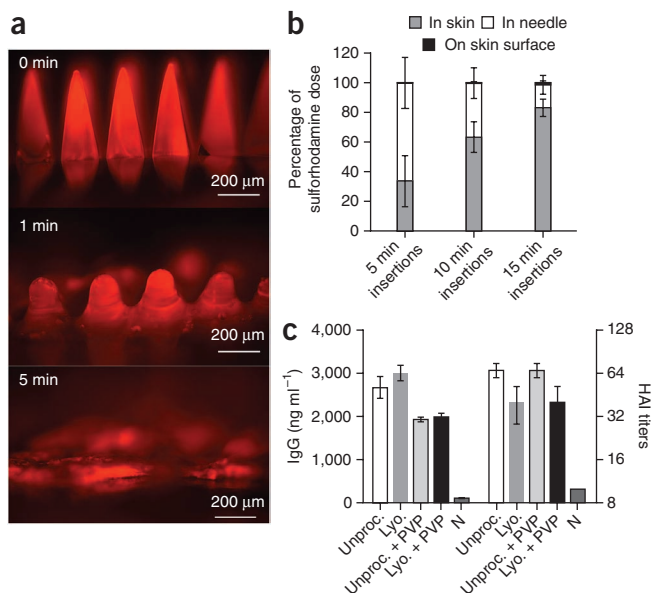 a
0 min
200 µm
1 min
200 µm
5 min
200 µm
b
In skin In needle
On skin surface
Percentage of
sulforhodamine dose
120
100
80
60
40
20
0
5 min
insertions
10 min
insertions
15 min
insertions
c
IgG (ng ml⁻¹)
4,000
3,000
2,000
1,000
0
Unproc.
Lyo.
Unproc. + PVP
Lyo. + PVP
N
Unproc.
Lyo.
Unproc. + PVP
Lyo. + PVP
N
128
64
32
16
8
HAI titers